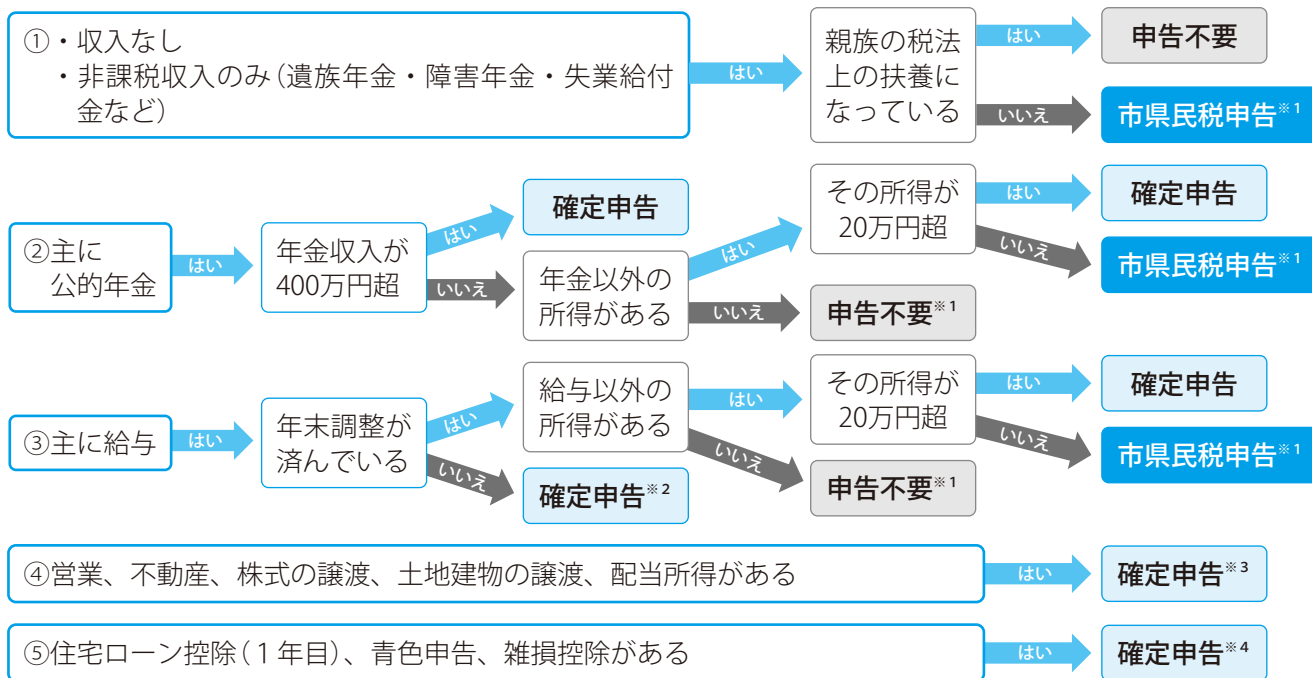 ①・収入なし
・非課税収入のみ（遺族年金・障害年金・失業給付
金など）
はい
親族の税法
上の扶養に
なっている
はい
申告不要
いいえ
市県民税申告※1
②主に
公的年金
はい
年金収入が
400万円超
はい
確定申告
いいえ
年金以外の
所得がある
はい
その所得が
20万円超
はい
確定申告
いいえ
市県民税申告※1
いいえ
申告不要※1
③主に給与
はい
年末調整が
済んでいる
はい
給与以外の
所得がある
はい
その所得が
20万円超
はい
確定申告
いいえ
市県民税申告※1
いいえ
申告不要※1
いいえ
確定申告※2
④営業、不動産、株式の譲渡、土地建物の譲渡、配当所得がある
はい
確定申告※3
⑤住宅ローン控除（１年目）、青色申告、雑損控除がある
はい
確定申告※4